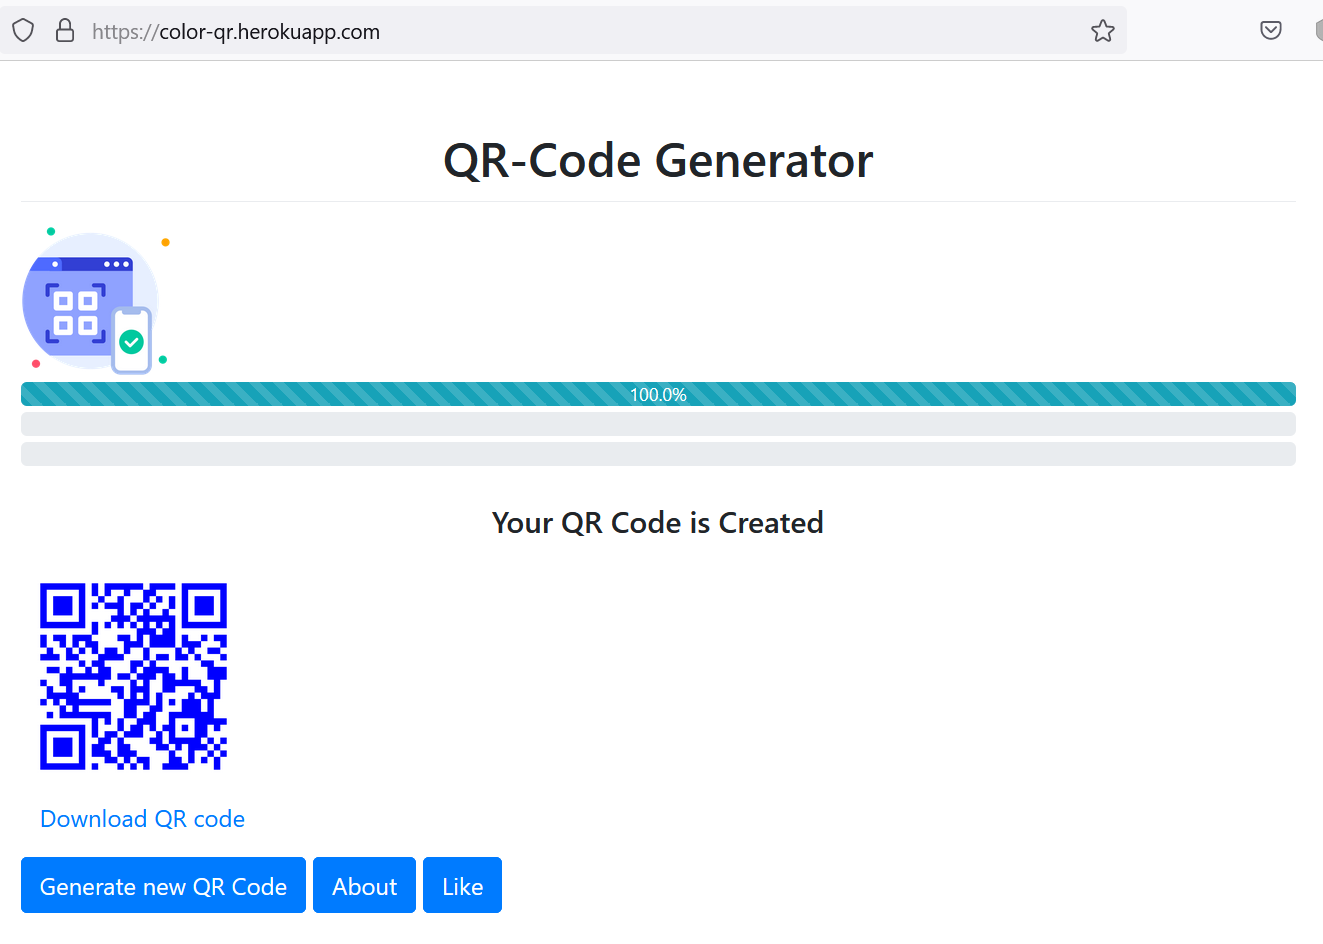 https://color-qr.herokuapp.com
QR-Code Generator
100.0%
Your QR Code is Created
Download QR code
Generate new QR Code About Like